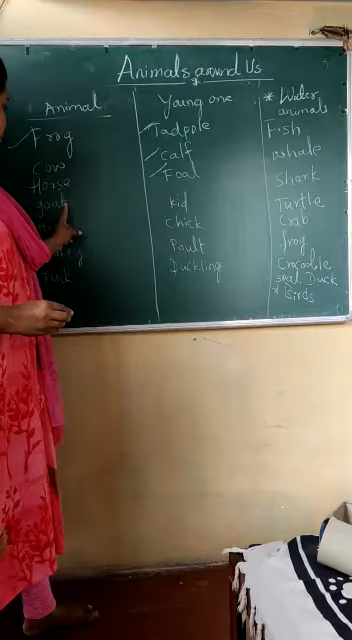 Animals around Us
Animal
Young one
* Water animals
Frog
Tadpole
Fish
Cow
Calf
whale
Horse
Foal
Shark
goat
kid
Turtle
Chick
Crab
Poult
frog
Duckling
Crocodile
seal, Duck
* Birds